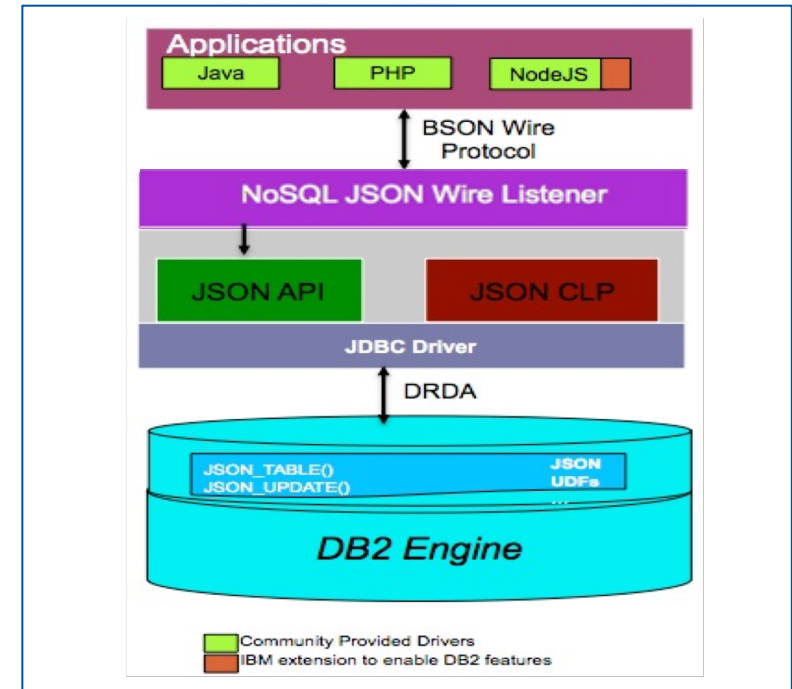 Applications
Java PHP NodeJS
BSON Wire
Protocol
NoSQL JSON Wire Listener
JSON API JSON CLP
JDBC Driver
DRDA
JSON_TABLE() JSON
JSON_UPDATE() UDFs
...
DB2 Engine
Community Provided Drivers
IBM extension to enable DB2 features